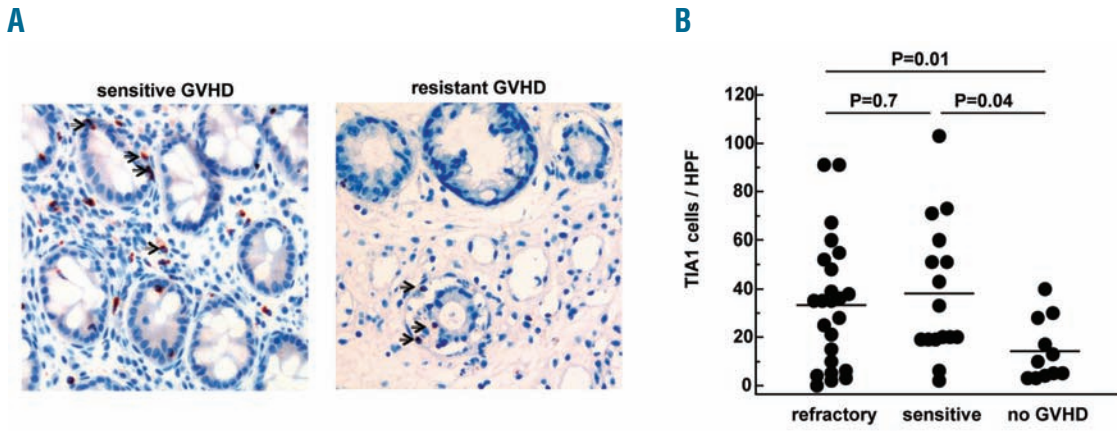 A
sensitive GVHD
resistant GVHD
B
P=0.01
P=0.7
P=0.04
TIA1 cells / HPF
120
100
80
60
40
20
0
refractory
sensitive
no GVHD